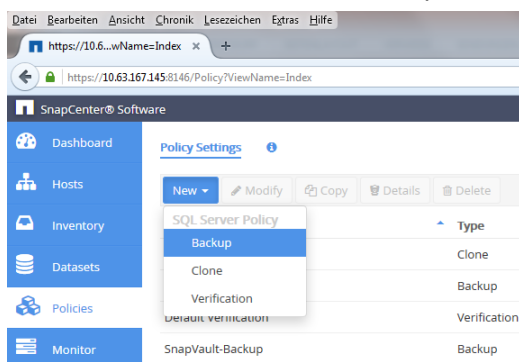 Datei Bearbeiten Ansicht Chronik Lesezeichen Extras Hilfe
https://10.6...wName=Index × +
https://10.63.167.145:8146/Policy?ViewName=Index
SnapCenter® Software
Dashboard
Policy Settings
Hosts
New Modify Copy Details Delete
SQL Server Policy
Inventory
Type
Backup
Clone
Datasets
Clone
Backup
Policies
Verification
Default Verification
Verification
Monitor
SnapVault-Backup
Backup